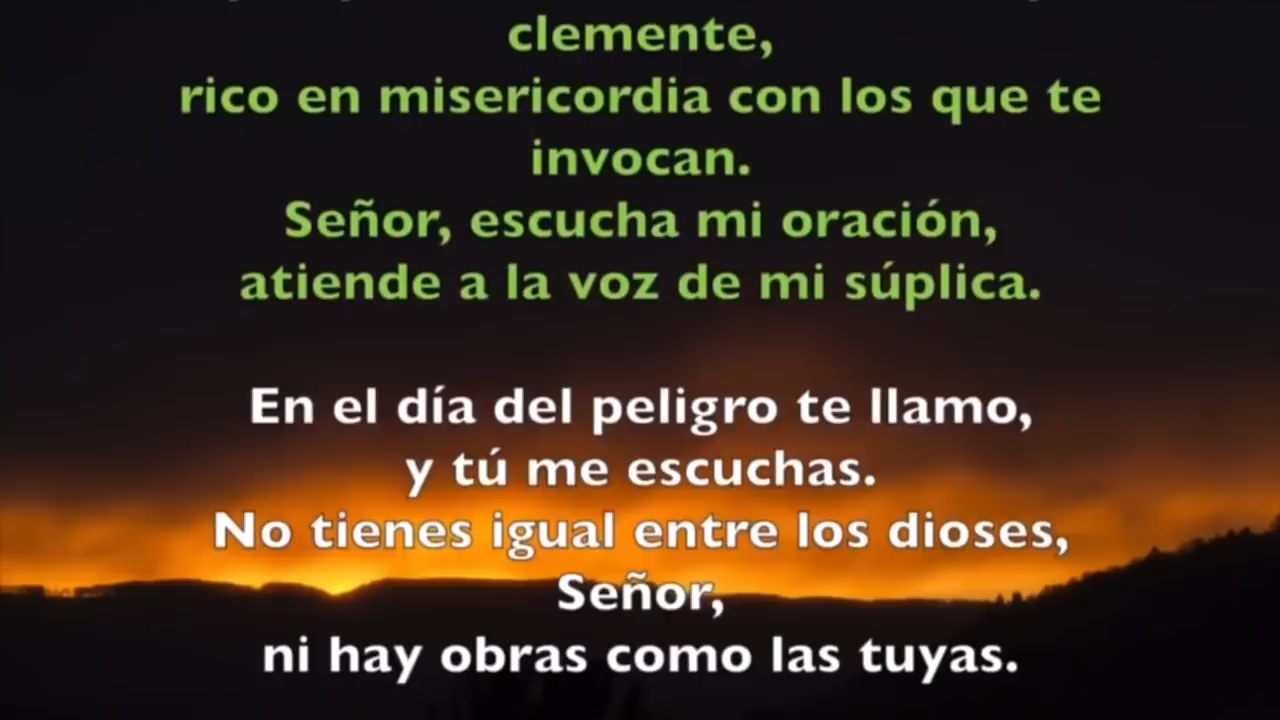 clemente,
rico en misericordia con los que te
invocan.
Señor, escucha mi oración,
atiende a la voz de mi súplica.
En el día del peligro te llamo,
y tú me escuchas.
No tienes igual entre los dioses,
Señor,
ni hay obras como las tuyas.